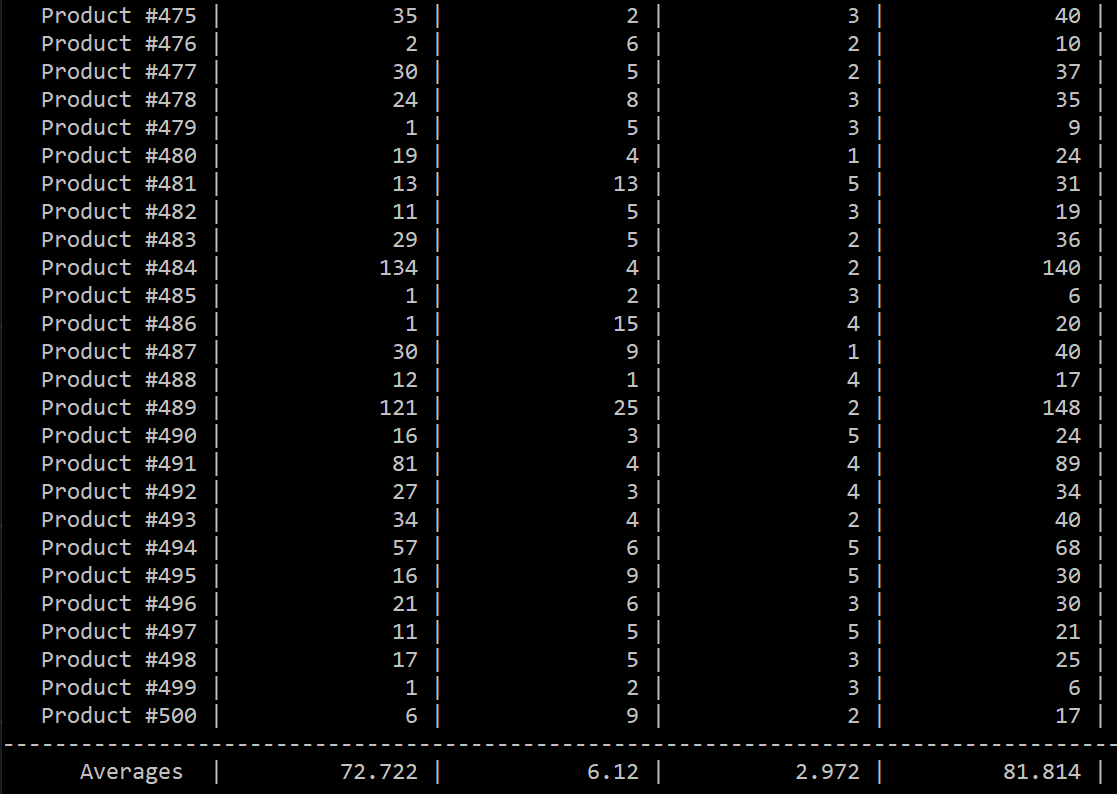 Product #475 | 35 | 2 | 3 | 40 |
Product #476 | 2 | 6 | 2 | 10 |
Product #477 | 30 | 5 | 2 | 37 |
Product #478 | 24 | 8 | 3 | 35 |
Product #479 | 1 | 5 | 3 | 9 |
Product #480 | 19 | 4 | 1 | 24 |
Product #481 | 13 | 13 | 5 | 31 |
Product #482 | 11 | 5 | 3 | 19 |
Product #483 | 29 | 5 | 2 | 36 |
Product #484 | 134 | 4 | 2 | 140 |
Product #485 | 1 | 2 | 3 | 6 |
Product #486 | 1 | 15 | 4 | 20 |
Product #487 | 30 | 9 | 1 | 40 |
Product #488 | 12 | 1 | 4 | 17 |
Product #489 | 121 | 25 | 2 | 148 |
Product #490 | 16 | 3 | 5 | 24 |
Product #491 | 81 | 4 | 4 | 89 |
Product #492 | 27 | 3 | 4 | 34 |
Product #493 | 34 | 4 | 2 | 40 |
Product #494 | 57 | 6 | 5 | 68 |
Product #495 | 16 | 9 | 5 | 30 |
Product #496 | 21 | 6 | 3 | 30 |
Product #497 | 11 | 5 | 5 | 21 |
Product #498 | 17 | 5 | 3 | 25 |
Product #499 | 1 | 2 | 3 | 6 |
Product #500 | 6 | 9 | 2 | 17 |
--------------------------------------------------------------------------------------
Averages | 72.722 | 6.12 | 2.972 | 81.814 |